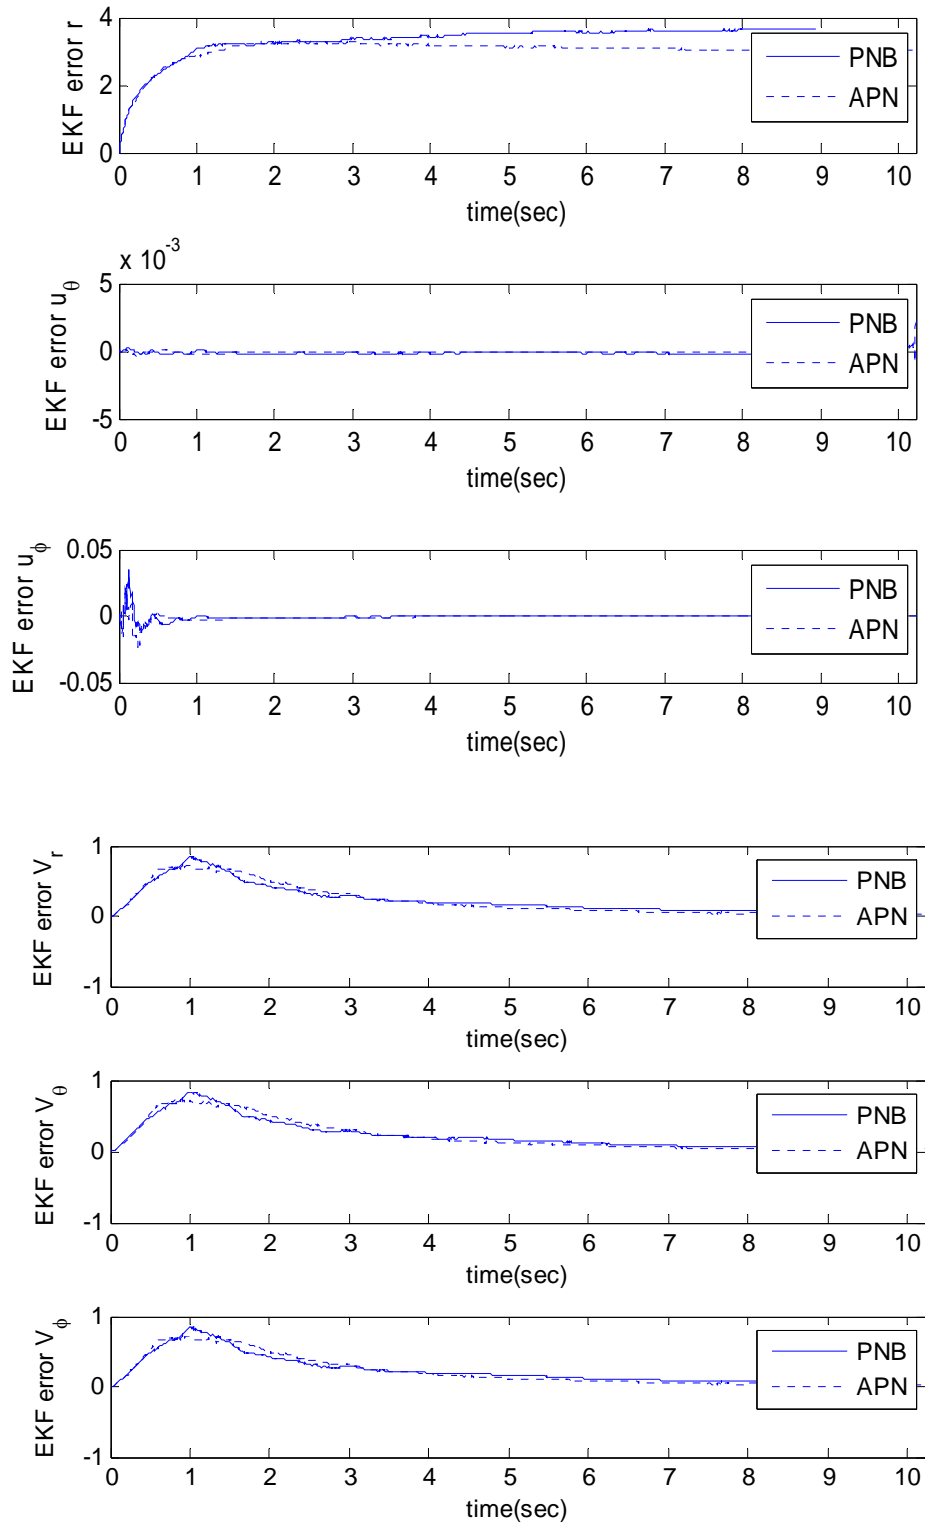 EKF error r
4
2
0
PNB
APN
0 1 2 3 4 5 6 7 8 9 10
time(sec)
x 10⁻³
EKF error u_θ
5
0
-5
PNB
APN
0 1 2 3 4 5 6 7 8 9 10
time(sec)
EKF error u_ϕ
0.05
0
-0.05
PNB
APN
0 1 2 3 4 5 6 7 8 9 10
time(sec)
EKF error V_r
1
0
-1
PNB
APN
0 1 2 3 4 5 6 7 8 9 10
time(sec)
EKF error V_θ
1
0
-1
PNB
APN
0 1 2 3 4 5 6 7 8 9 10
time(sec)
EKF error V_ϕ
1
0
-1
PNB
APN
0 1 2 3 4 5 6 7 8 9 10
time(sec)